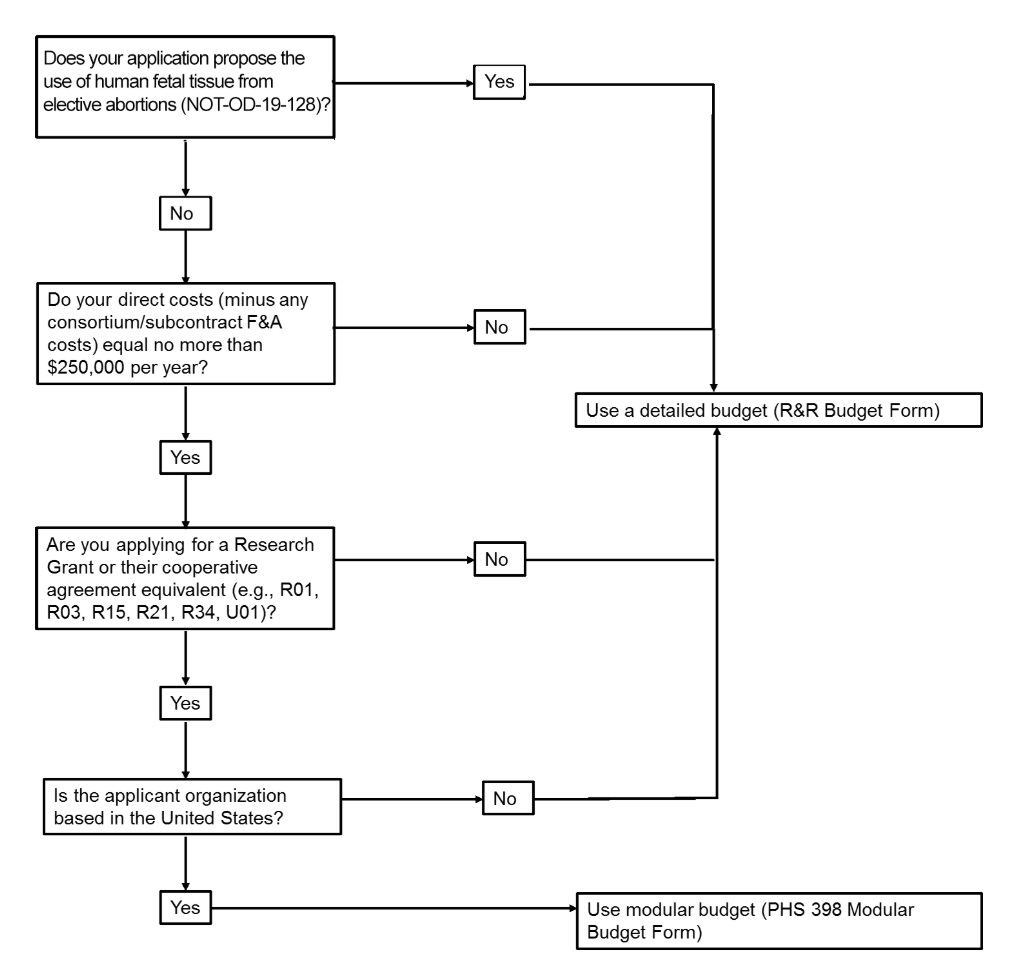 Does your application propose the
use of human fetal tissue from
elective abortions (NOT-OD-19-128)?
Yes
No
Do your direct costs (minus any
consortium/subcontract F&A
costs) equal no more than
$250,000 per year?
No
Use a detailed budget (R&R Budget Form)
Yes
Are you applying for a Research
Grant or their cooperative
agreement equivalent (e.g., R01,
R03, R15, R21, R34, U01)?
No
Yes
Is the applicant organization
based in the United States?
No
Yes
Use modular budget (PHS 398 Modular
Budget Form)